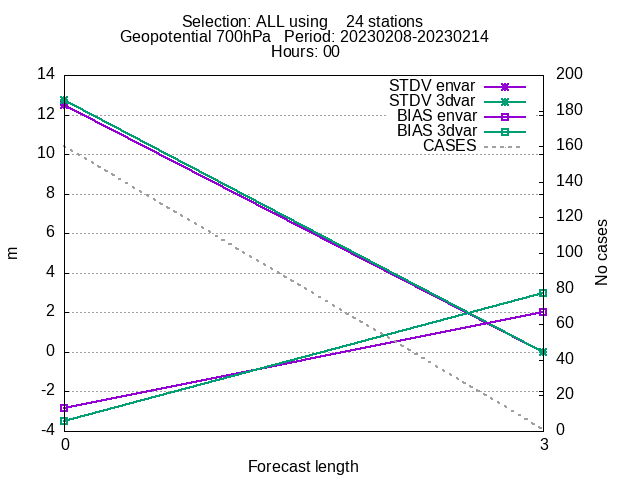 Selection: ALL using    24 stations
Geopotential 700hPa   Period: 20230208-20230214
Hours: 00
14
12
10
8
6
4
2
0
-2
-4
m
STDV envar
STDV 3dvar
BIAS envar
BIAS 3dvar
CASES
200
180
160
140
120
100
80
60
40
20
0
No cases
0
3
Forecast length